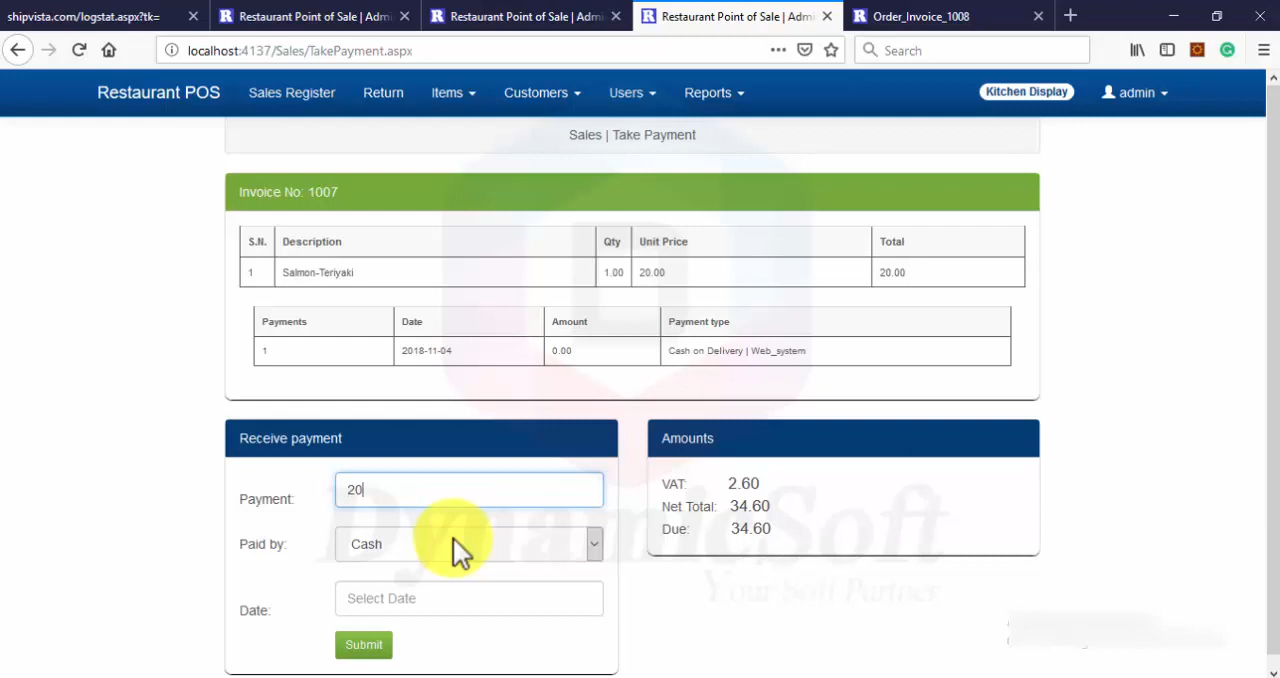 shipvista.com/logstat.aspx?tk= Restaurant Point of Sale | Admi Restaurant Point of Sale | Admi Restaurant Point of Sale | Admi Order_Invoice_1008
localhost:4137/Sales/TakePayment.aspx Search
Restaurant POS Sales Register Return Items Customers Users Reports Kitchen Display admin
Sales | Take Payment
Invoice No: 1007
S.N. Description Qty Unit Price Total
1 Salmon-Teriyaki 1.00 20.00 20.00
Payments Date Amount Payment type
1 2018-11-04 0.00 Cash on Delivery | Web_system
Receive payment
Payment: 20
Paid by: Cash
Date: Select Date
Submit
Amounts
VAT: 2.60
Net Total: 34.60
Due: 34.60
DynamicSoft
Your Soft Partner